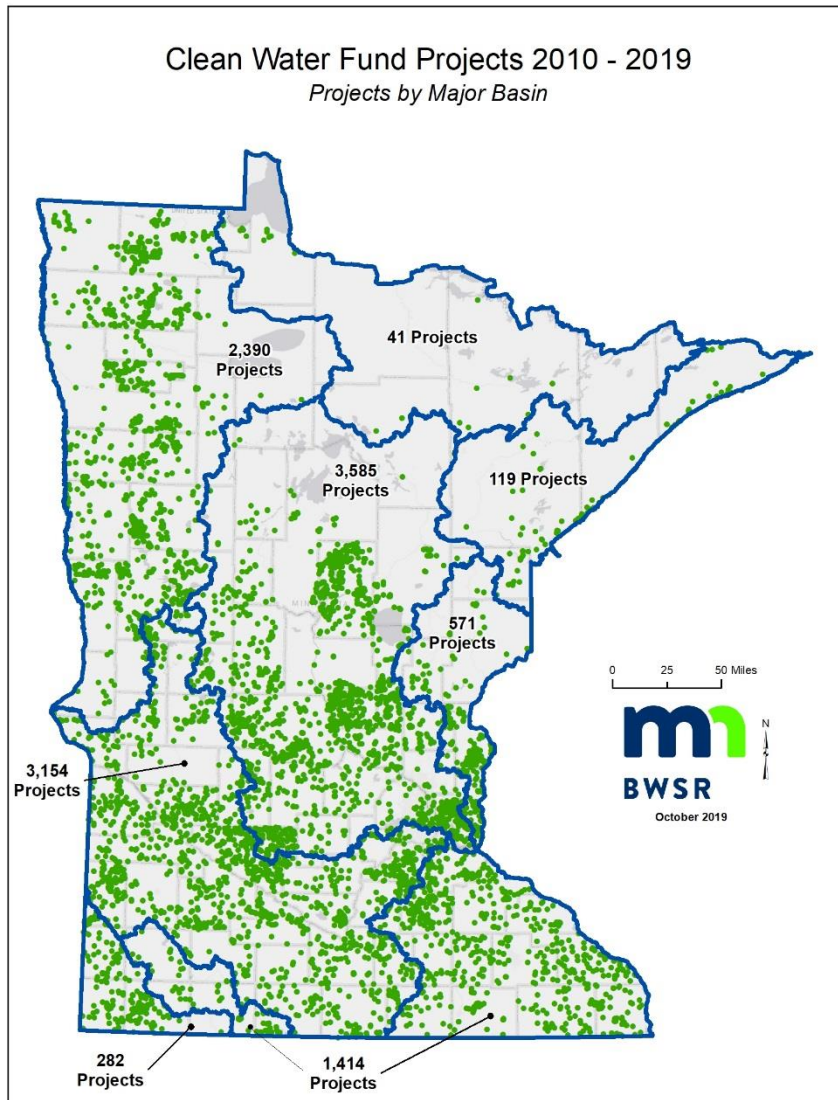 Clean Water Fund Projects 2010 - 2019
Projects by Major Basin
2,390
Projects
41 Projects
3,585
Projects
119 Projects
571
Projects
0 25 50 Miles
mn
N
BWSR
October 2019
3,154
Projects
282
Projects
1,414
Projects